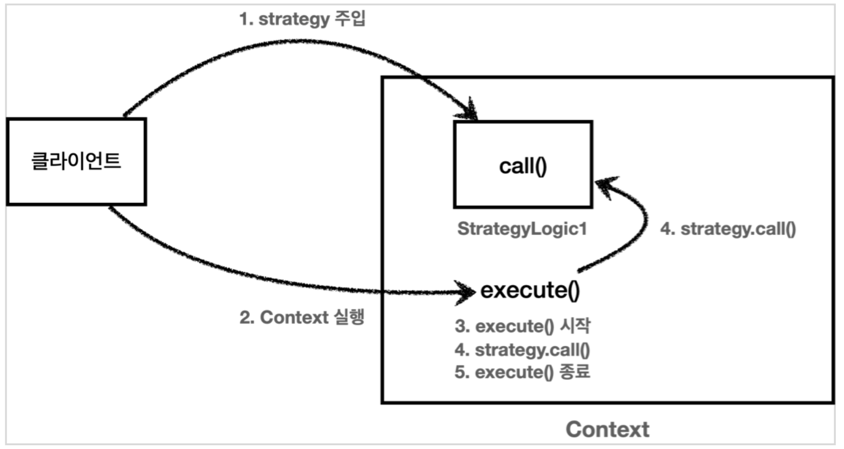 1. strategy 주입
클라이언트
call()
StrategyLogic1
4. strategy.call()
execute()
2. Context 실행
3. execute() 시작
4. strategy.call()
5. execute() 종료
Context